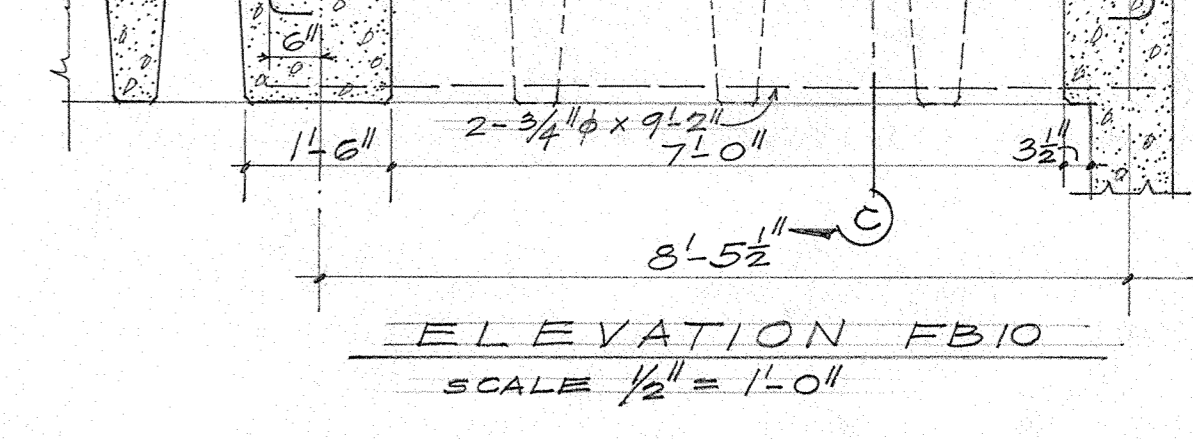 6"
2-3/4"ϕ x 9'-2"
1'-6"
7'-0"
3½"
C
8'-5½"
ELEVATION FB10
SCALE 1/2" = 1'-0"